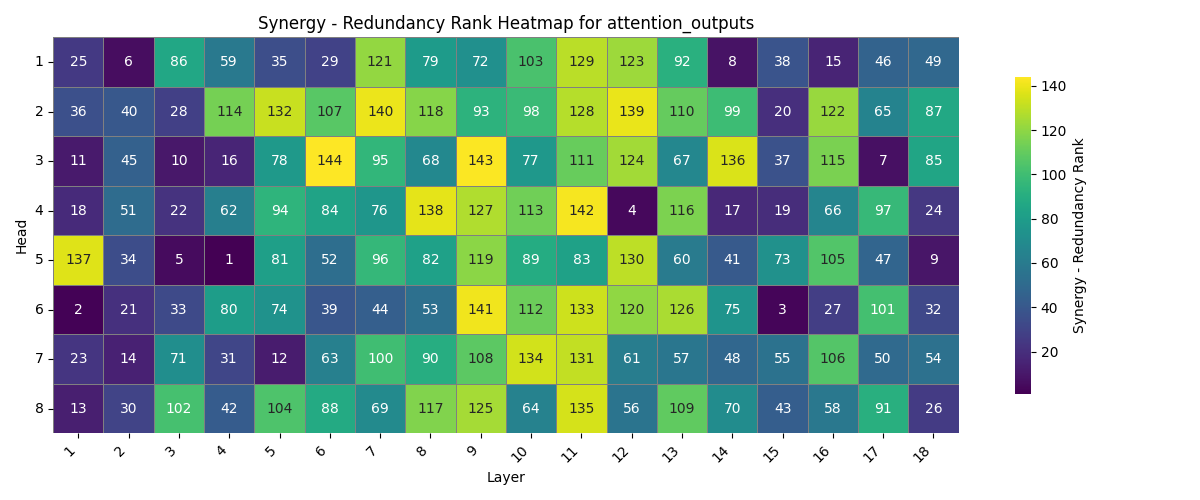 Synergy - Redundancy Rank Heatmap for attention_outputs
1 25 6 86 59 35 29 121 79 72 103 129 123 92 8 38 15 46 49
2 36 40 28 114 132 107 140 118 93 98 128 139 110 99 20 122 65 87
3 11 45 10 16 78 144 95 68 143 77 111 124 67 136 37 115 7 85
4 18 51 22 62 94 84 76 138 127 113 142 4 116 17 19 66 97 24
5 137 34 5 1 81 52 96 82 119 89 83 130 60 41 73 105 47 9
6 2 21 33 80 74 39 44 53 141 112 133 120 126 75 3 27 101 32
7 23 14 71 31 12 63 100 90 108 134 131 61 57 48 55 106 50 54
8 13 30 102 42 104 88 69 117 125 64 135 56 109 70 43 58 91 26
1 2 3 4 5 6 7 8 9 10 11 12 13 14 15 16 17 18
Layer
Head
140
120
100
80
60
40
20
Synergy - Redundancy Rank